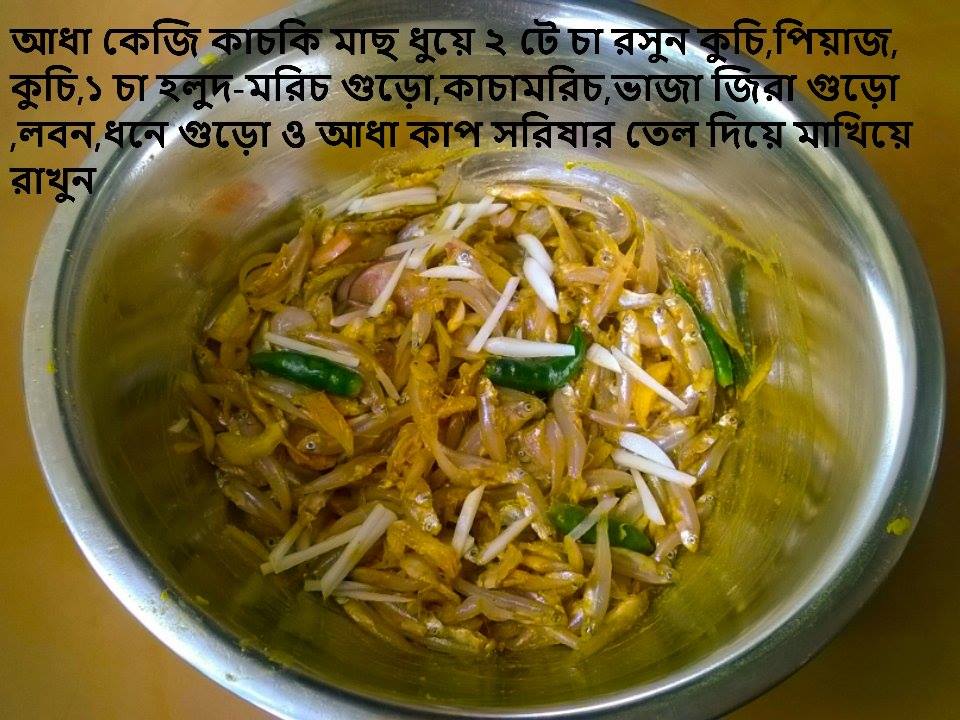 আধা কেজি কাচকি মাছ ধুয়ে ২ টে চা রসুন কুচি,পিয়াজ,
কুচি,১ চা হলুদ-মরিচ গুড়ো,কাচামরিচ,ভাজা জিরা গুড়ো
,লবন,ধনে গুড়ো ও আধা কাপ সরিষার তেল দিয়ে মাখিয়ে
রাখুন